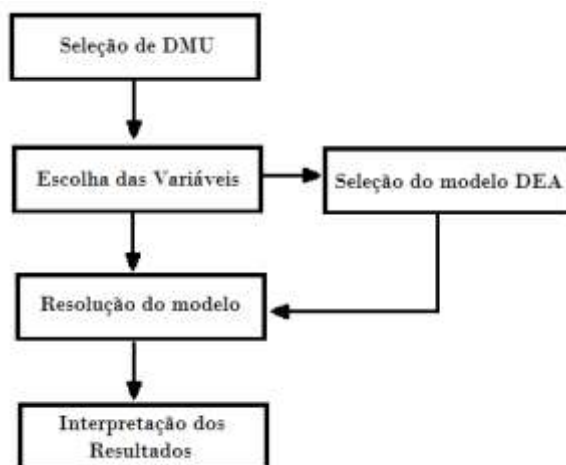 Seleção de DMU
Escolha das Variáveis
Seleção do modelo DEA
Resolução do modelo
Interpretação dos
Resultados